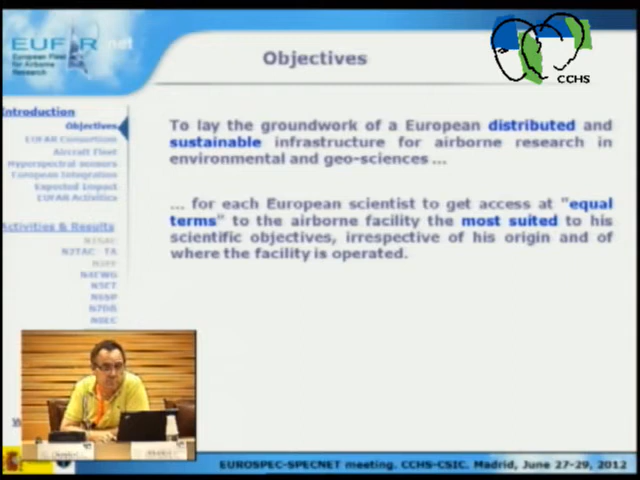 EUFAR.net
European Fleet
for Airborne
Research
Objectives
CCHS
Introduction
Objectives
EUFAR Consortium
Aircraft Fleet
Hyperspectral sensors
European Integration
Expected Impact
EUFAR Activities
Activities & Results
N2TAC TA
N4EWG
N5ET
N6SP
N7DB
N8EC
To lay the groundwork of a European distributed and
sustainable infrastructure for airborne research in
environmental and geo-sciences ...
... for each European scientist to get access at "equal
terms" to the airborne facility the most suited to his
scientific objectives, irrespective of his origin and of
where the facility is operated.
EUROSPEC-SPECNET meeting. CCHS-CSIC. Madrid, June 27-29, 2012